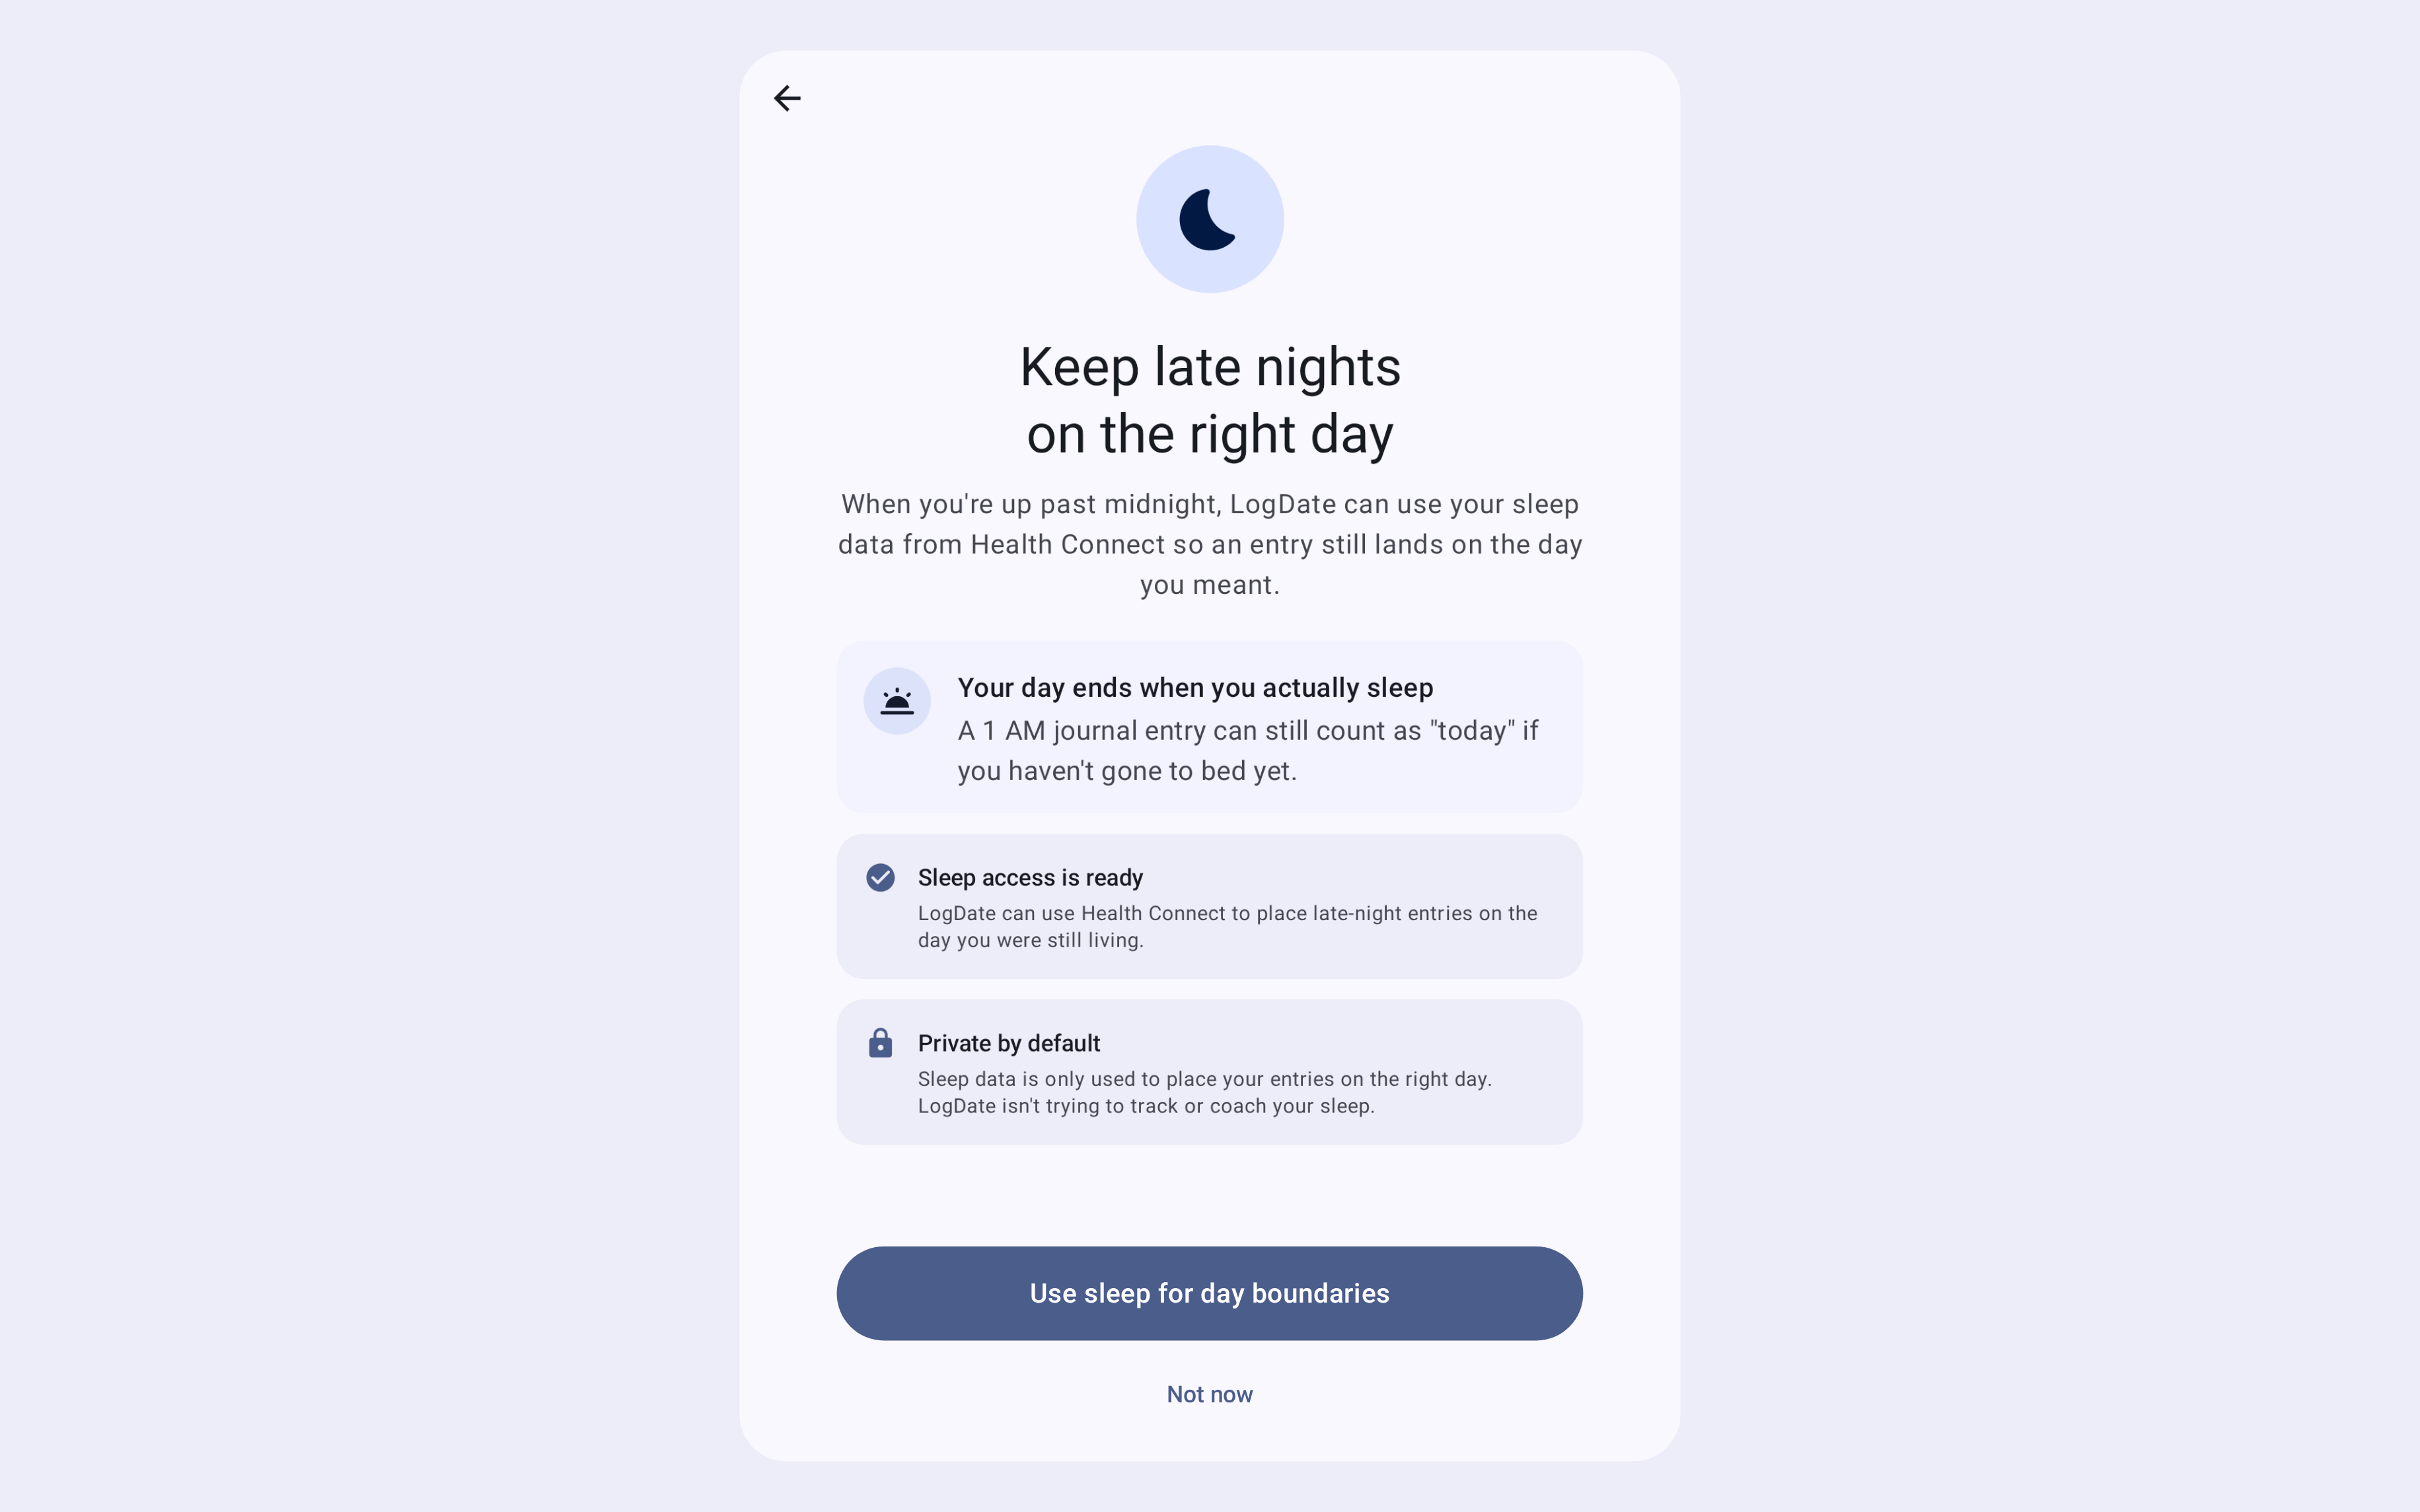 Keep late nights
on the right day
When you're up past midnight, LogDate can use your sleep
data from Health Connect so an entry still lands on the day
you meant.
Your day ends when you actually sleep
A 1 AM journal entry can still count as "today" if
you haven't gone to bed yet.
Sleep access is ready
LogDate can use Health Connect to place late-night entries on the
day you were still living.
Private by default
Sleep data is only used to place your entries on the right day.
LogDate isn't trying to track or coach your sleep.
Use sleep for day boundaries
Not now